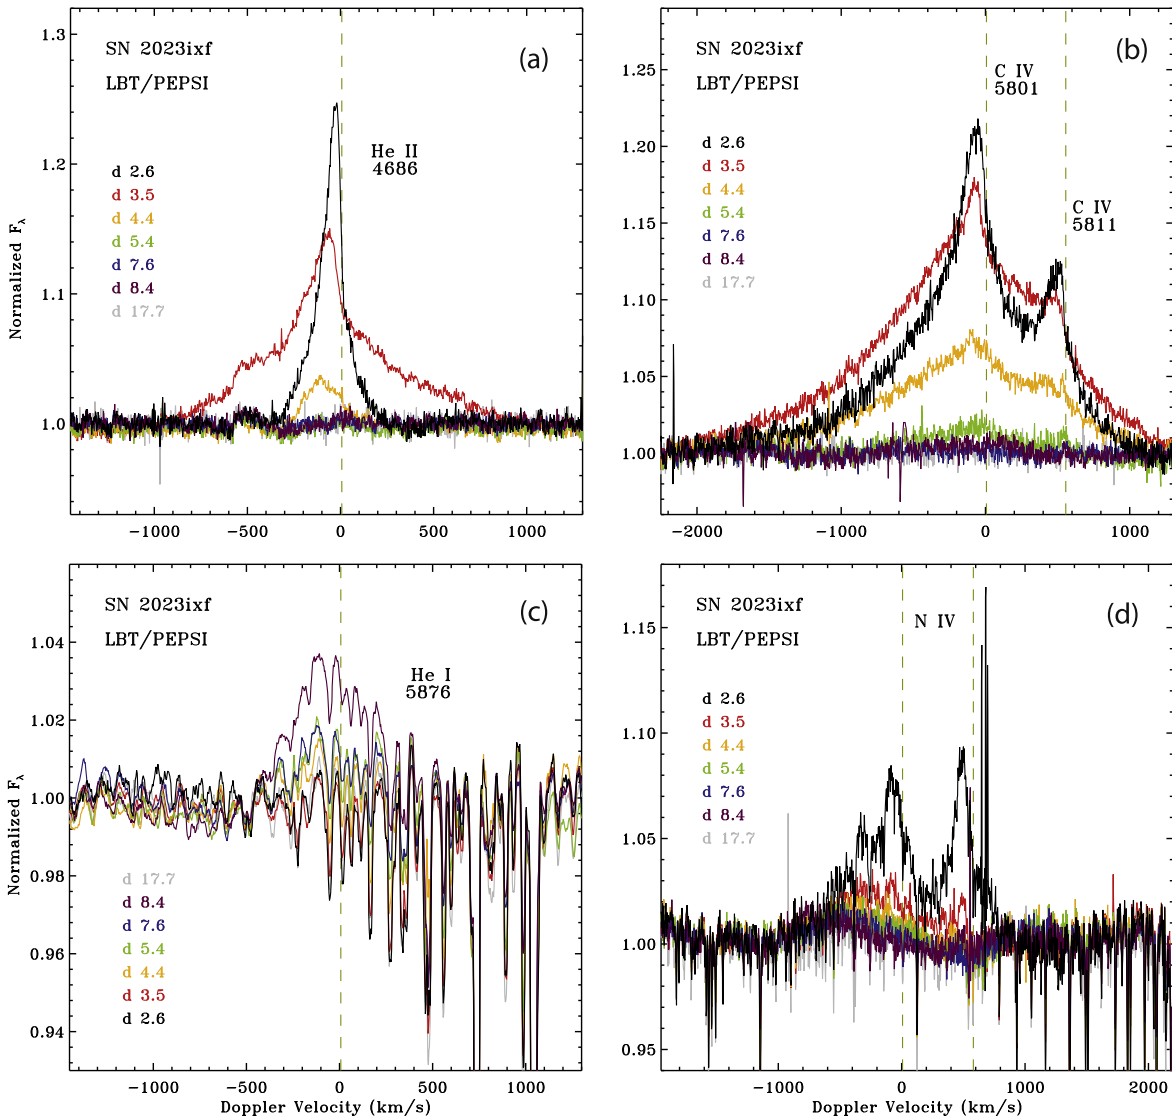 (a)
SN 2023ixf
LBT/PEPSI
He II
4686
d 2.6
d 3.5
d 4.4
d 5.4
d 7.6
d 8.4
d 17.7
1.3
1.2
1.1
1.0
Normalized Fλ
−1000 −500 0 500 1000
(b)
SN 2023ixf
LBT/PEPSI
C IV
5801
C IV
5811
d 2.6
d 3.5
d 4.4
d 5.4
d 7.6
d 8.4
d 17.7
1.25
1.20
1.15
1.10
1.05
1.00
−2000 −1000 0 1000
(c)
SN 2023ixf
LBT/PEPSI
He I
5876
d 17.7
d 8.4
d 7.6
d 5.4
d 4.4
d 3.5
d 2.6
1.04
1.02
1.00
0.98
0.96
0.94
Normalized Fλ
−1000 −500 0 500 1000
Doppler Velocity (km/s)
(d)
SN 2023ixf
LBT/PEPSI
N IV
d 2.6
d 3.5
d 4.4
d 5.4
d 7.6
d 8.4
d 17.7
1.15
1.10
1.05
1.00
0.95
−1000 0 1000 2000
Doppler Velocity (km/s)